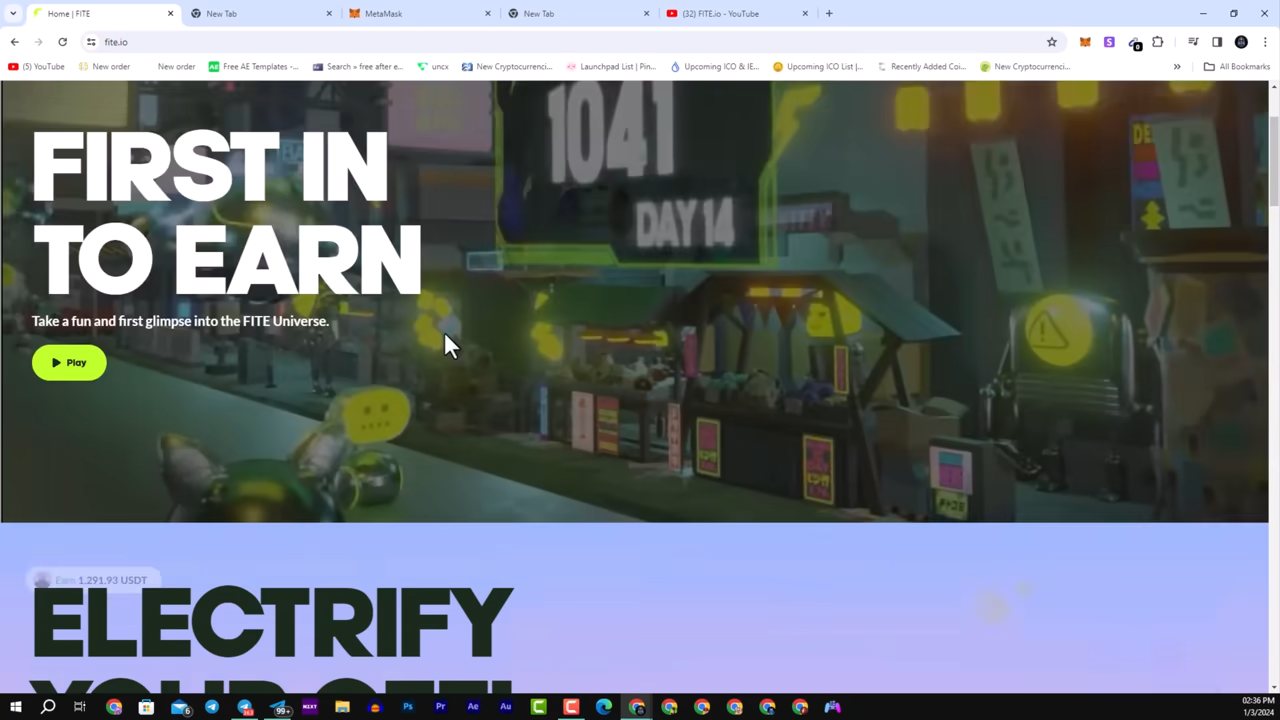 Home | FITE
New Tab
MetaMask
New Tab
(32) FITE.io - YouTube
fite.io
(5) YouTube
New order
New order
Free AE Templates -...
Search » free after e...
uncx
New Cryptocurrenci...
Launchpad List | Pin...
Upcoming ICO & IE...
Upcoming ICO List |...
Recently Added Coi...
New Cryptocurrenci...
All Bookmarks
1041
DAY 14
FIRST IN
TO EARN
Take a fun and first glimpse into the FITE Universe.
Play
Earn 1,291.93 USDT
ELECTRIFY
02:36 PM
1/3/2024